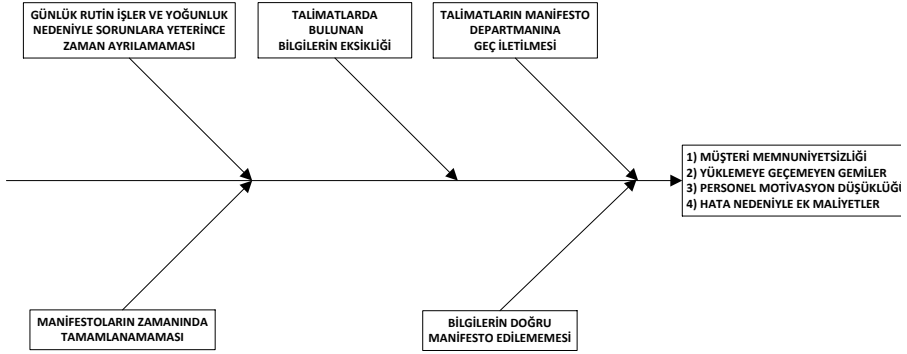 GÜNLÜK RUTİN İŞLER VE YOĞUNLUK
NEDENİYLE SORUNLARA YETERİNCE
ZAMAN AYRILAMAMASI
TALİMATLARDA
BULUNAN
BİLGİLERİN EKSİKLİĞİ
TALİMATLARIN MANİFESTO
DEPARTMANINA
GEÇ İLETİLMESİ
1) MÜŞTERİ MEMNUNİYETSİZLİĞİ
2) YÜKLEMEYE GEÇEMEYEN GEMİLER
3) PERSONEL MOTİVASYON DÜŞÜKLÜĞÜ
4) HATA NEDENİYLE EK MALİYETLER
MANİFESTOLARIN ZAMANINDA
TAMAMLANAMAMASI
BİLGİLERİN DOĞRU
MANİFESTO EDİLEMEMESİ